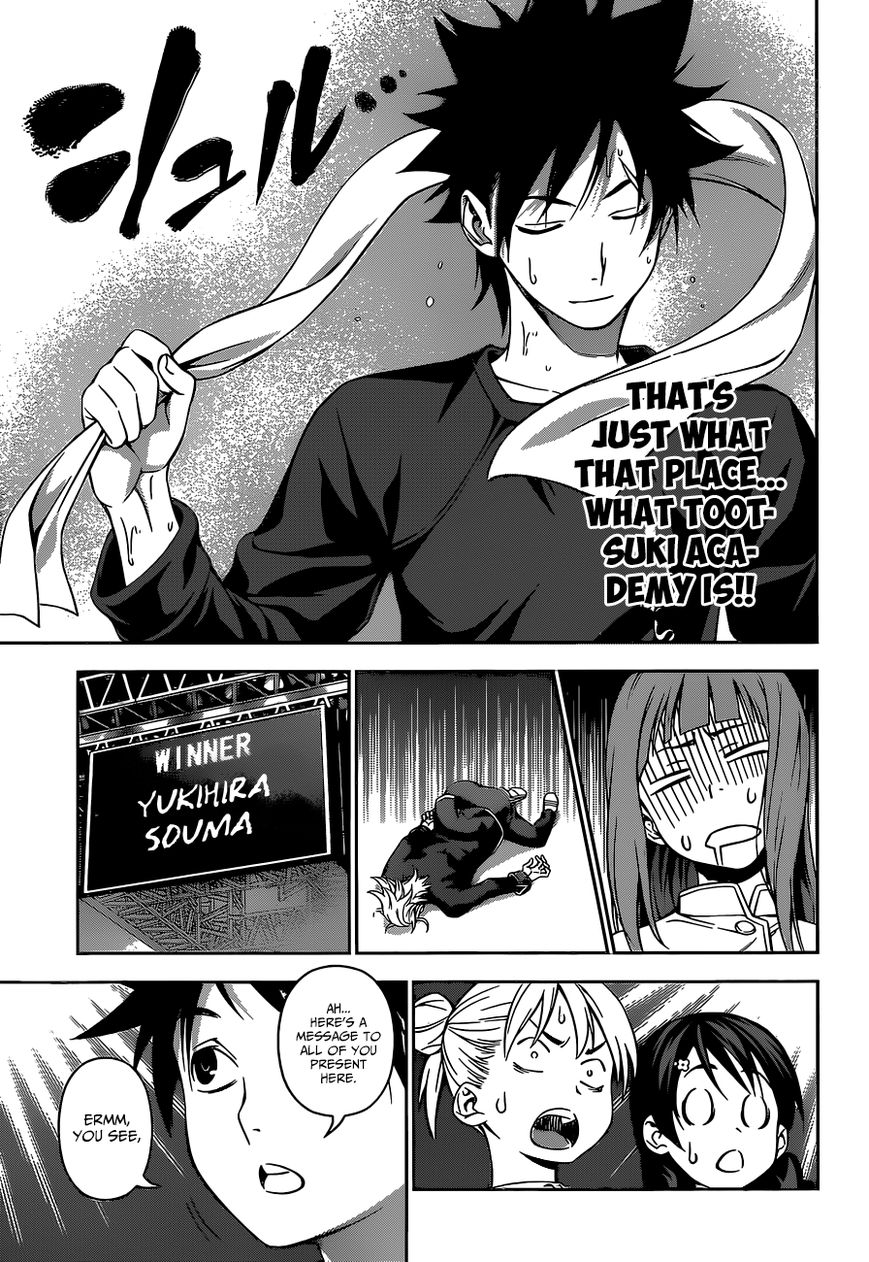 シュル…
THAT'S
JUST WHAT
THAT PLACE...
WHAT TOOT-
SUKI ACA-
DEMY IS!!
WINNER
YUKIHIRA
SOUMA
AH...
HERE'S A
MESSAGE TO
ALL OF YOU
PRESENT
HERE.
ERMM,
YOU SEE,